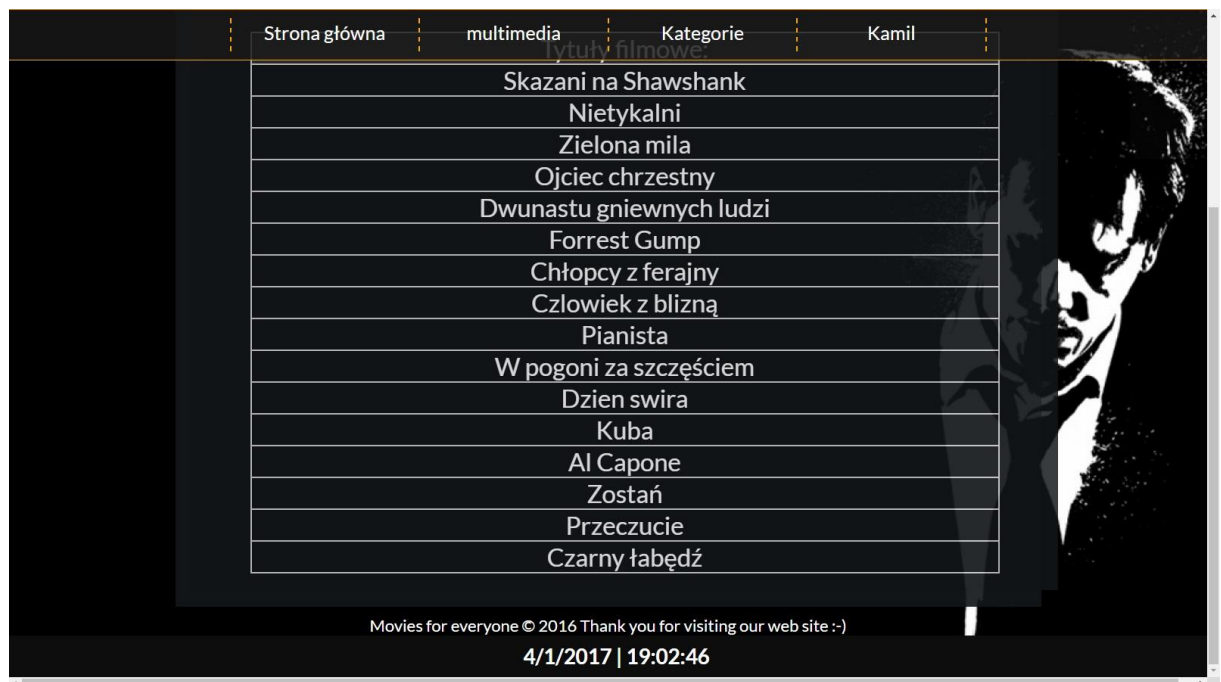 Strona główna multimedia Kategorie Kamil
Tytuły filmowe:
Skazani na Shawshank
Nietykalni
Zielona mila
Ojciec chrzestny
Dwunastu gniewnych ludzi
Forrest Gump
Chłopcy z ferajny
Czlowiek z blizną
Pianista
W pogoni za szczęściem
Dzien swira
Kuba
Al Capone
Zostań
Przeczucie
Czarny łabędź
Movies for everyone © 2016 Thank you for visiting our web site :-)
4/1/2017 | 19:02:46